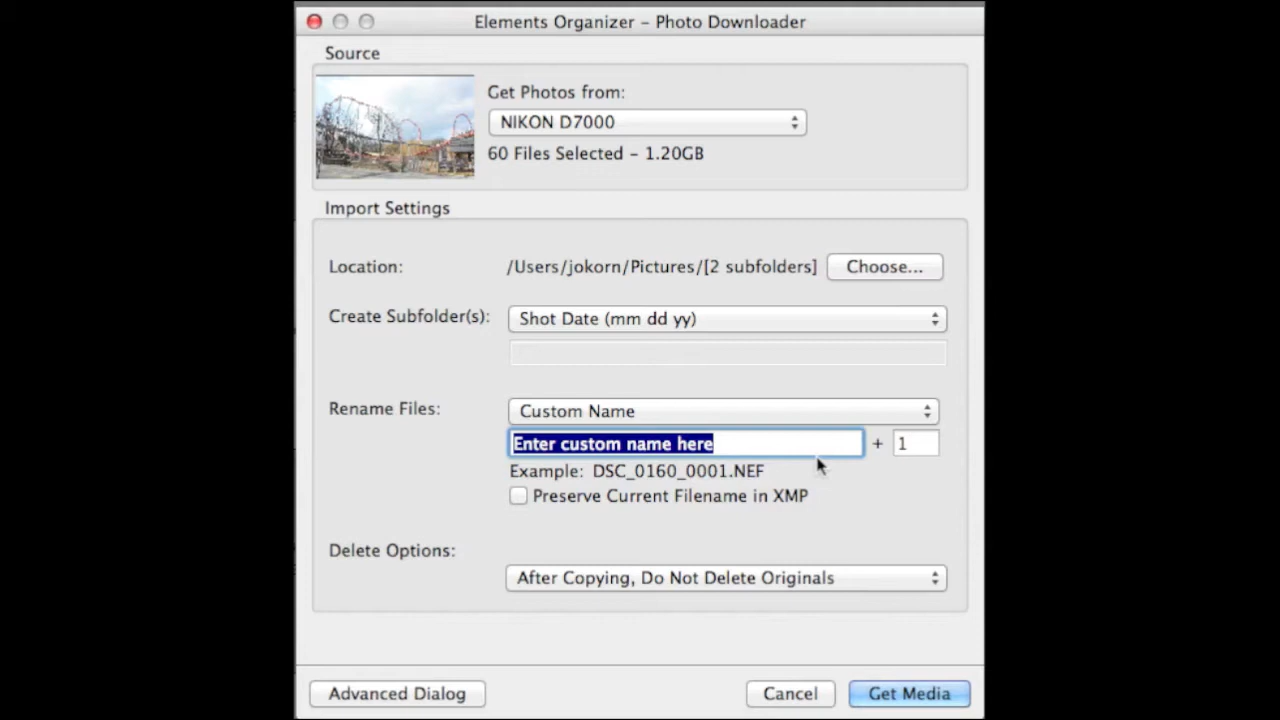 Elements Organizer – Photo Downloader
Source
Get Photos from:
NIKON D7000
60 Files Selected – 1.20GB
Import Settings
Location: /Users/jokorn/Pictures/[2 subfolders] Choose...
Create Subfolder(s): Shot Date (mm dd yy)
Rename Files: Custom Name
Enter custom name here + 1
Example: DSC_0160_0001.NEF
Preserve Current Filename in XMP
Delete Options:
After Copying, Do Not Delete Originals
Advanced Dialog Cancel Get Media